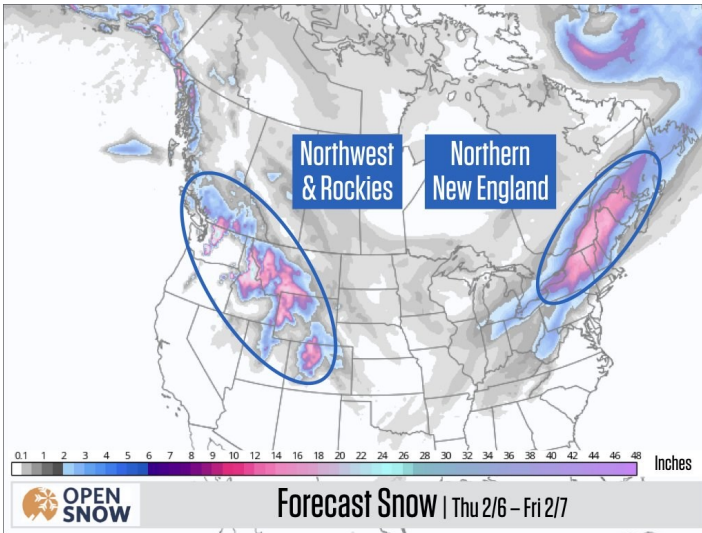 Northwest
& Rockies
Northern
New England
0.1 1 2 3 4 5 6 7 8 9 10 12 14 16 18 20 22 24 26 28 30 32 34 36 38 40 42 44 46 48 Inches
OPEN
SNOW
Forecast Snow | Thu 2/6 – Fri 2/7